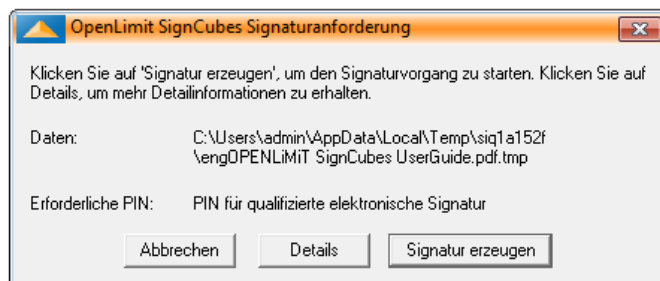 OpenLimit SignCubes Signaturanforderung
Klicken Sie auf 'Signatur erzeugen', um den Signaturvorgang zu starten. Klicken Sie auf
Details, um mehr Detailinformationen zu erhalten.
Daten: C:\Users\admin\AppData\Local\Temp\siq1a152f
\engOPENLiMiT SignCubes UserGuide.pdf.tmp
Erforderliche PIN: PIN für qualifizierte elektronische Signatur
Abbrechen Details Signatur erzeugen